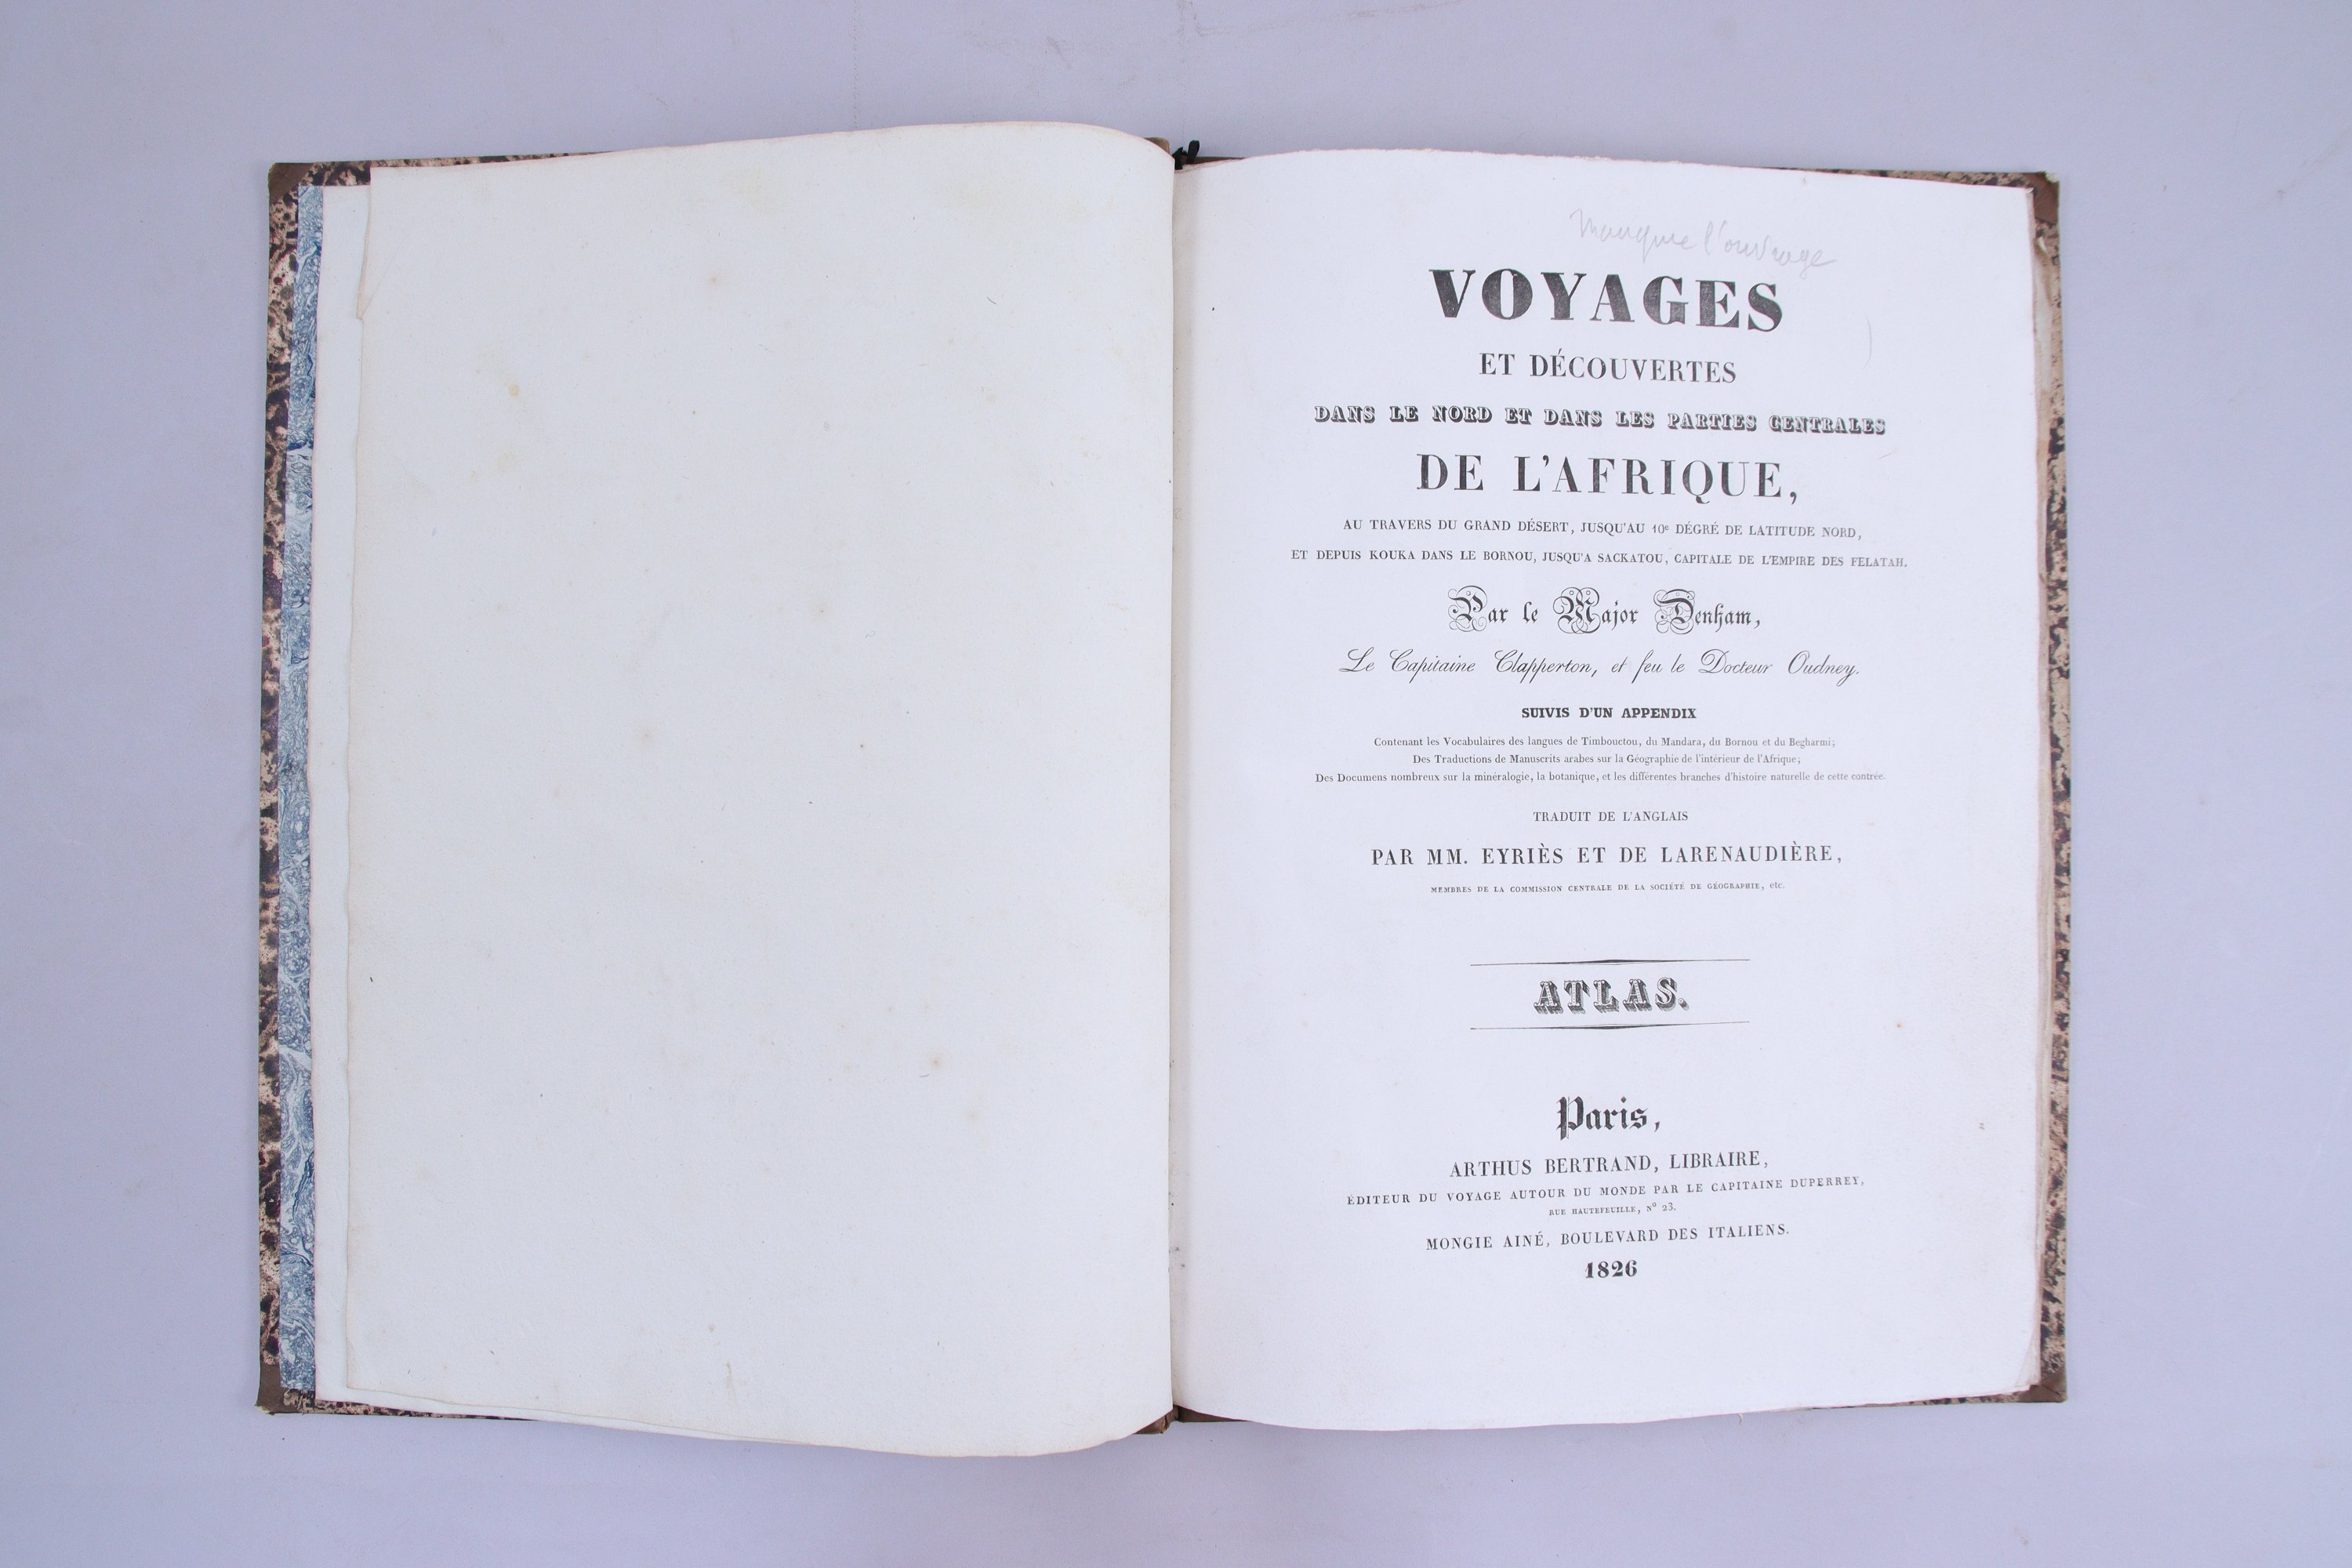 Manque l'ouvrage
VOYAGES
ET DÉCOUVERTES
DANS LE NORD ET DANS LES PARTIES CENTRALES
DE L'AFRIQUE,
AU TRAVERS DU GRAND DÉSERT, JUSQU'AU 10e DÉGRÉ DE LATITUDE NORD,
ET DEPUIS KOUKA DANS LE BORNOU, JUSQU'A SACKATOU, CAPITALE DE L'EMPIRE DES FELATAH.
Par le Major Denham,
Le Capitaine Clapperton, et feu le Docteur Oudney.
SUIVIS D'UN APPENDIX
Contenant les Vocabulaires des langues de Timbouctou, du Mandara, du Bornou et du Begharmi;
Des Traductions de Manuscrits arabes sur la Géographie de l'intérieur de l'Afrique;
Des Documens nombreux sur la minéralogie, la botanique, et les différentes branches d'histoire naturelle de cette contrée.
TRADUIT DE L'ANGLAIS
PAR MM. EYRIÈS ET DE LARENAUDIÈRE,
MEMBRES DE LA COMMISSION CENTRALE DE LA SOCIÉTÉ DE GÉOGRAPHIE, etc.
ATLAS.
Paris,
ARTHUS BERTRAND, LIBRAIRE,
ÉDITEUR DU VOYAGE AUTOUR DU MONDE PAR LE CAPITAINE DUPERREY,
RUE HAUTEFEUILLE, N° 23.
MONGIE AINÉ, BOULEVARD DES ITALIENS.
1826